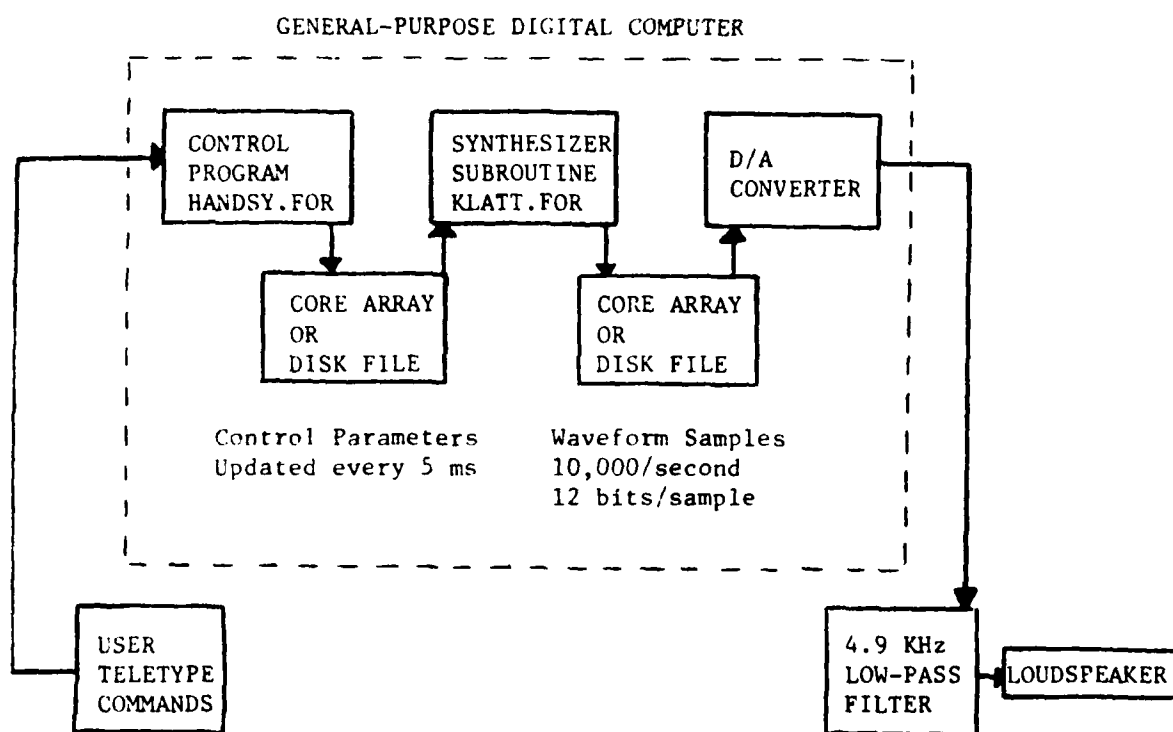 GENERAL-PURPOSE DIGITAL COMPUTER
CONTROL
PROGRAM
HANDSY.FOR
SYNTHESIZER
SUBROUTINE
KLATT.FOR
D/A
CONVERTER
CORE ARRAY
OR
DISK FILE
CORE ARRAY
OR
DISK FILE
Control Parameters
Updated every 5 ms
Waveform Samples
10,000/second
12 bits/sample
USER
TELETYPE
COMMANDS
4.9 KHz
LOW-PASS
FILTER
LOUDSPEAKER